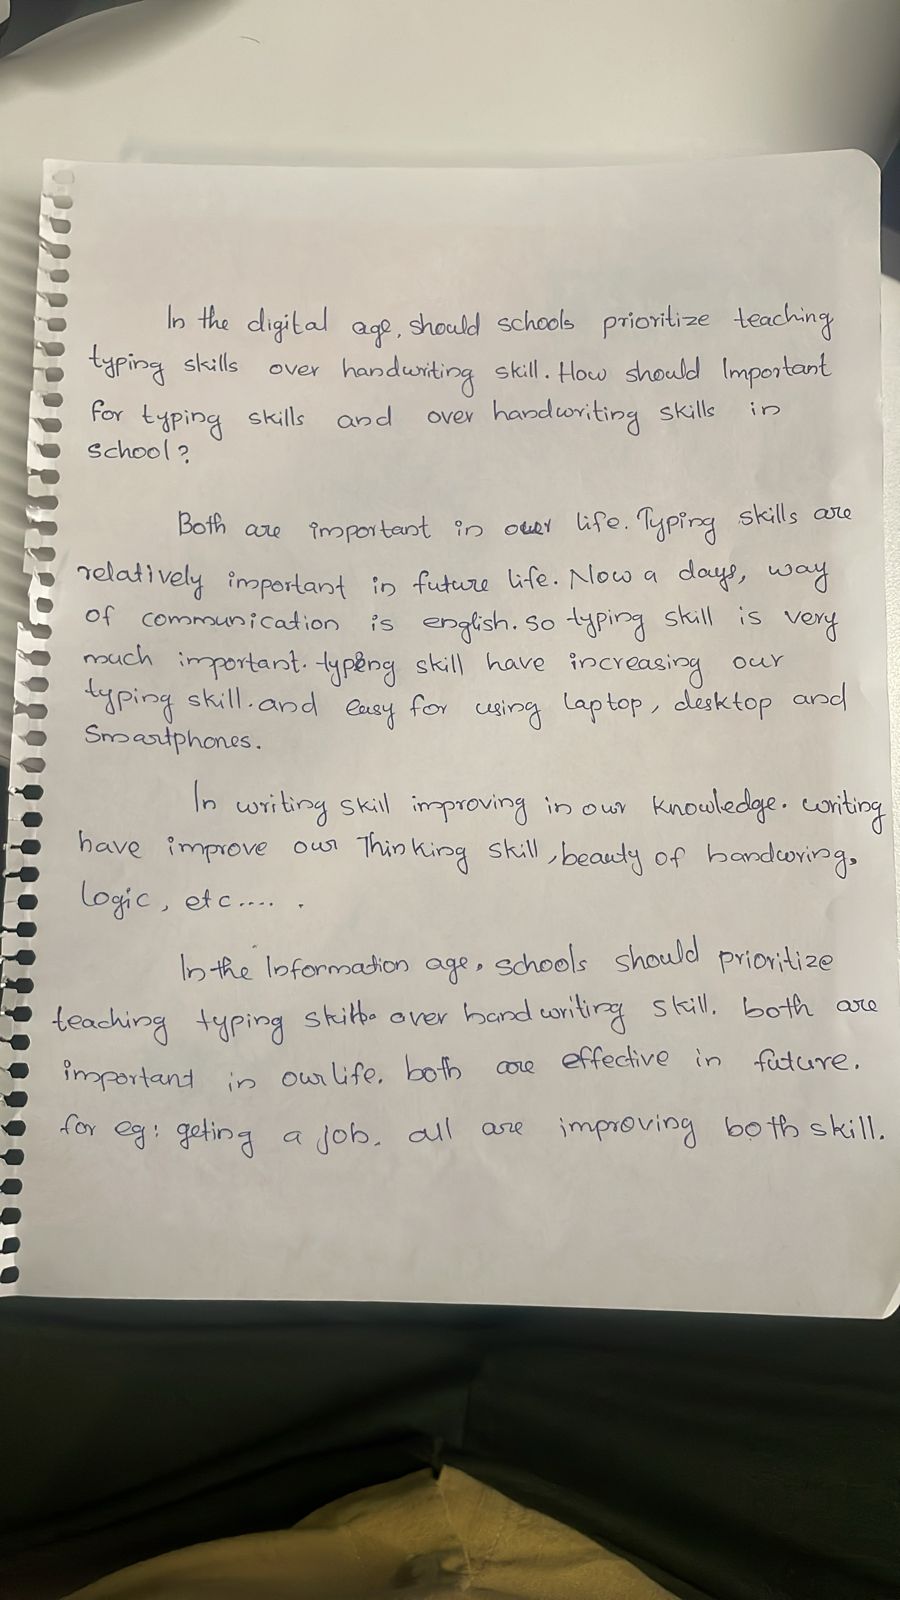 In the digital age, should schools prioritize teaching
typing skills over handwriting skill. How should Important
for typing skills and over handwriting skills in
school?
Both are important in our life. Typing skills are
relatively important in future life. Now a days, way
of communication is english. So typing skill is very
much important. typing skill have increasing our
typing skill. and easy for using laptop, desktop and
Smartphones.
In writing skill improving in our knowledge. writing
have improve our Thinking skill, beauty of handwring,
logic, etc.... .
In the Information age, schools should prioritize
teaching typing over handwriting skill. both are
important in our life. both are effective in future.
for eg: geting a job. all are improving both skill.